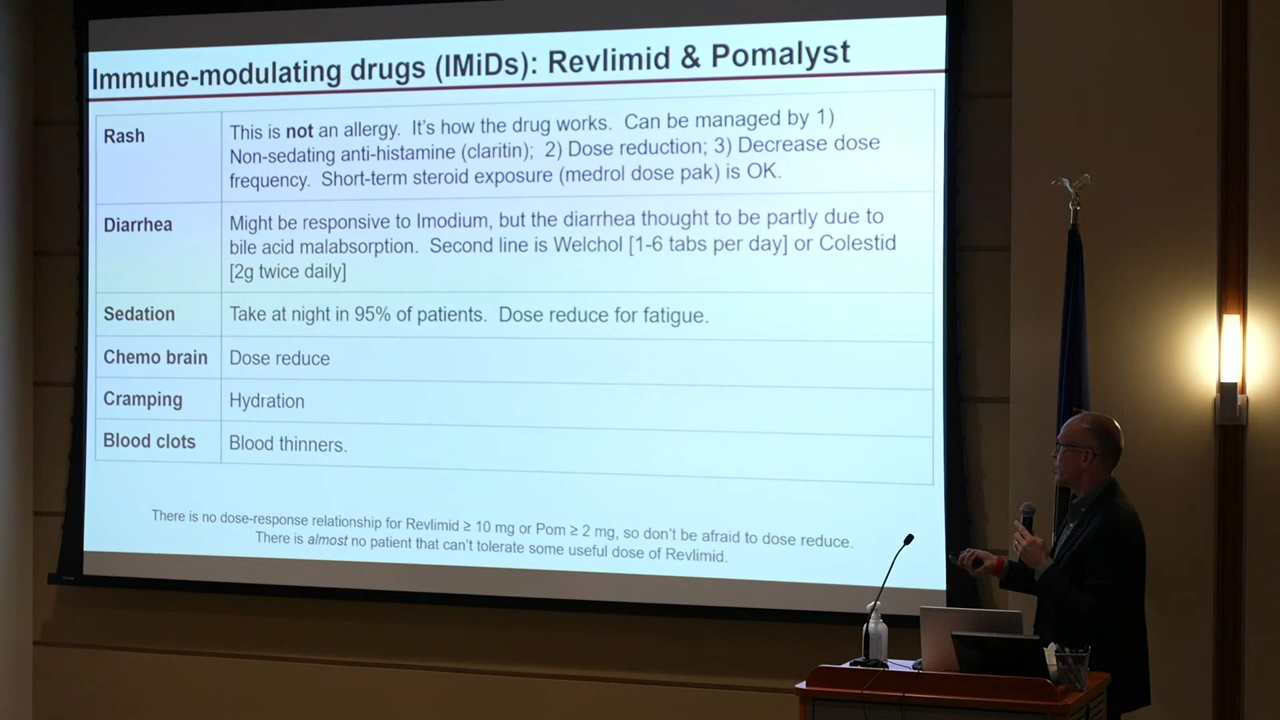 Immune-modulating drugs (IMiDs): Revlimid & Pomalyst
Rash
This is not an allergy. It's how the drug works. Can be managed by 1)
Non-sedating anti-histamine (claritin); 2) Dose reduction; 3) Decrease dose
frequency. Short-term steroid exposure (medrol dose pak) is OK.
Diarrhea
Might be responsive to Imodium, but the diarrhea thought to be partly due to
bile acid malabsorption. Second line is Welchol [1-6 tabs per day] or Colestid
[2g twice daily]
Sedation
Take at night in 95% of patients. Dose reduce for fatigue.
Chemo brain
Dose reduce
Cramping
Hydration
Blood clots
Blood thinners.
There is no dose-response relationship for Revlimid ≥ 10 mg or Pom ≥ 2 mg, so don't be afraid to dose reduce.
There is almost no patient that can't tolerate some useful dose of Revlimid.